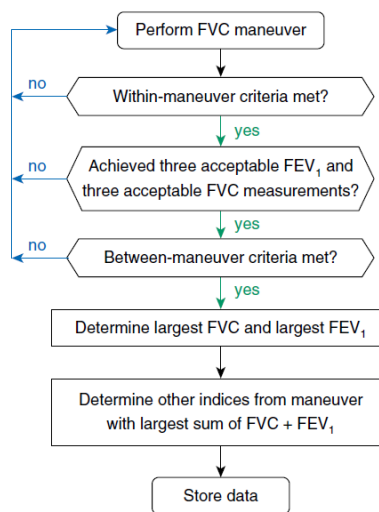 Perform FVC maneuver
no
Within-maneuver criteria met?
yes
no
Achieved three acceptable FEV₁ and
three acceptable FVC measurements?
yes
no
Between-maneuver criteria met?
yes
Determine largest FVC and largest FEV₁
Determine other indices from maneuver
with largest sum of FVC + FEV₁
Store data